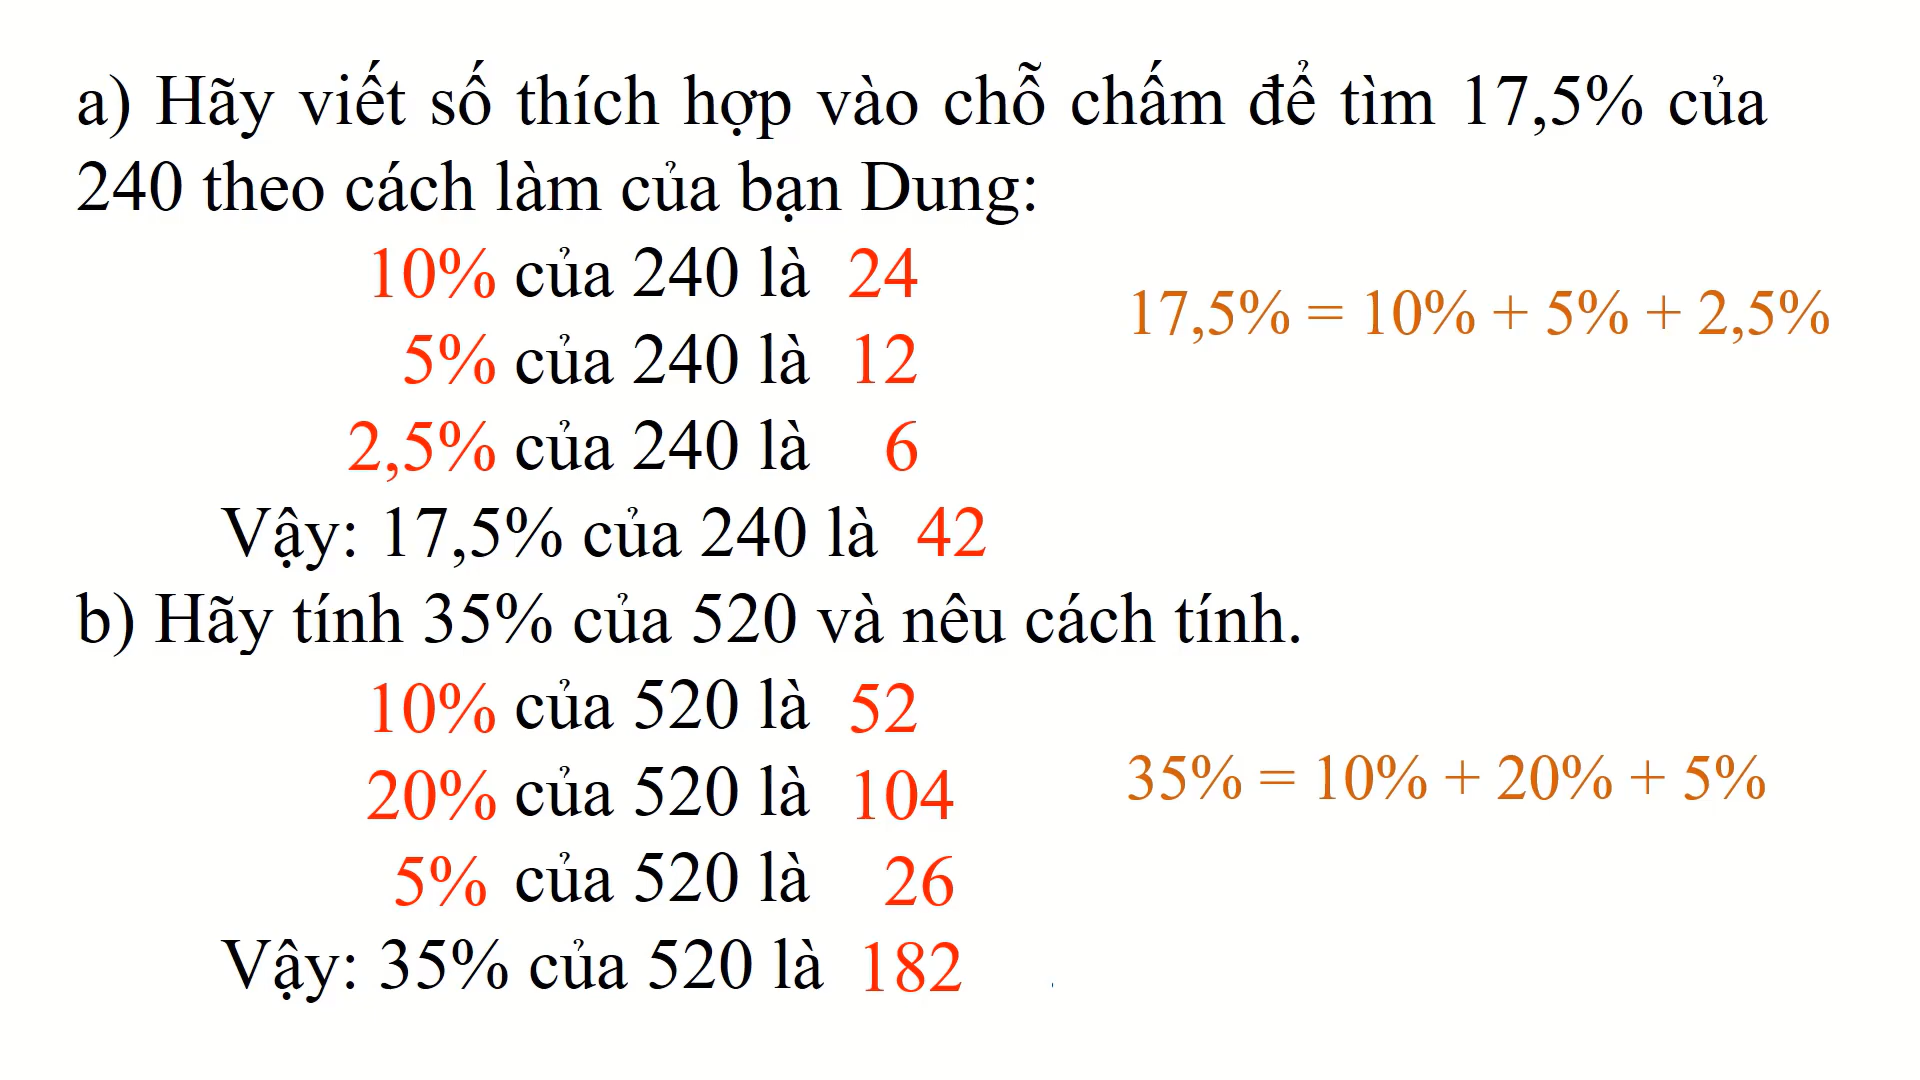 a) Hãy viết số thích hợp vào chỗ chấm để tìm 17,5% của
240 theo cách làm của bạn Dung:
10% của 240 là 24
5% của 240 là 12
17,5% = 10% + 5% + 2,5%
2,5% của 240 là 6
Vậy: 17,5% của 240 là 42
b) Hãy tính 35% của 520 và nêu cách tính.
10% của 520 là 52
20% của 520 là 104
35% = 10% + 20% + 5%
5% của 520 là 26
Vậy: 35% của 520 là 182